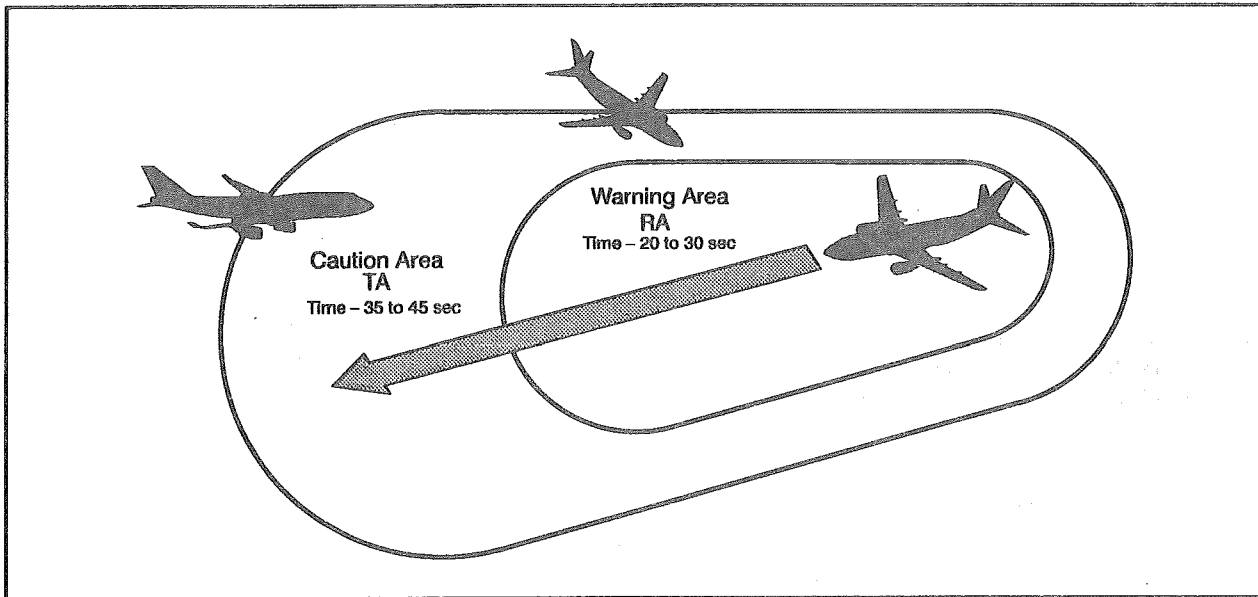 Warning Area
RA
Time – 20 to 30 sec
Caution Area
TA
Time – 35 to 45 sec